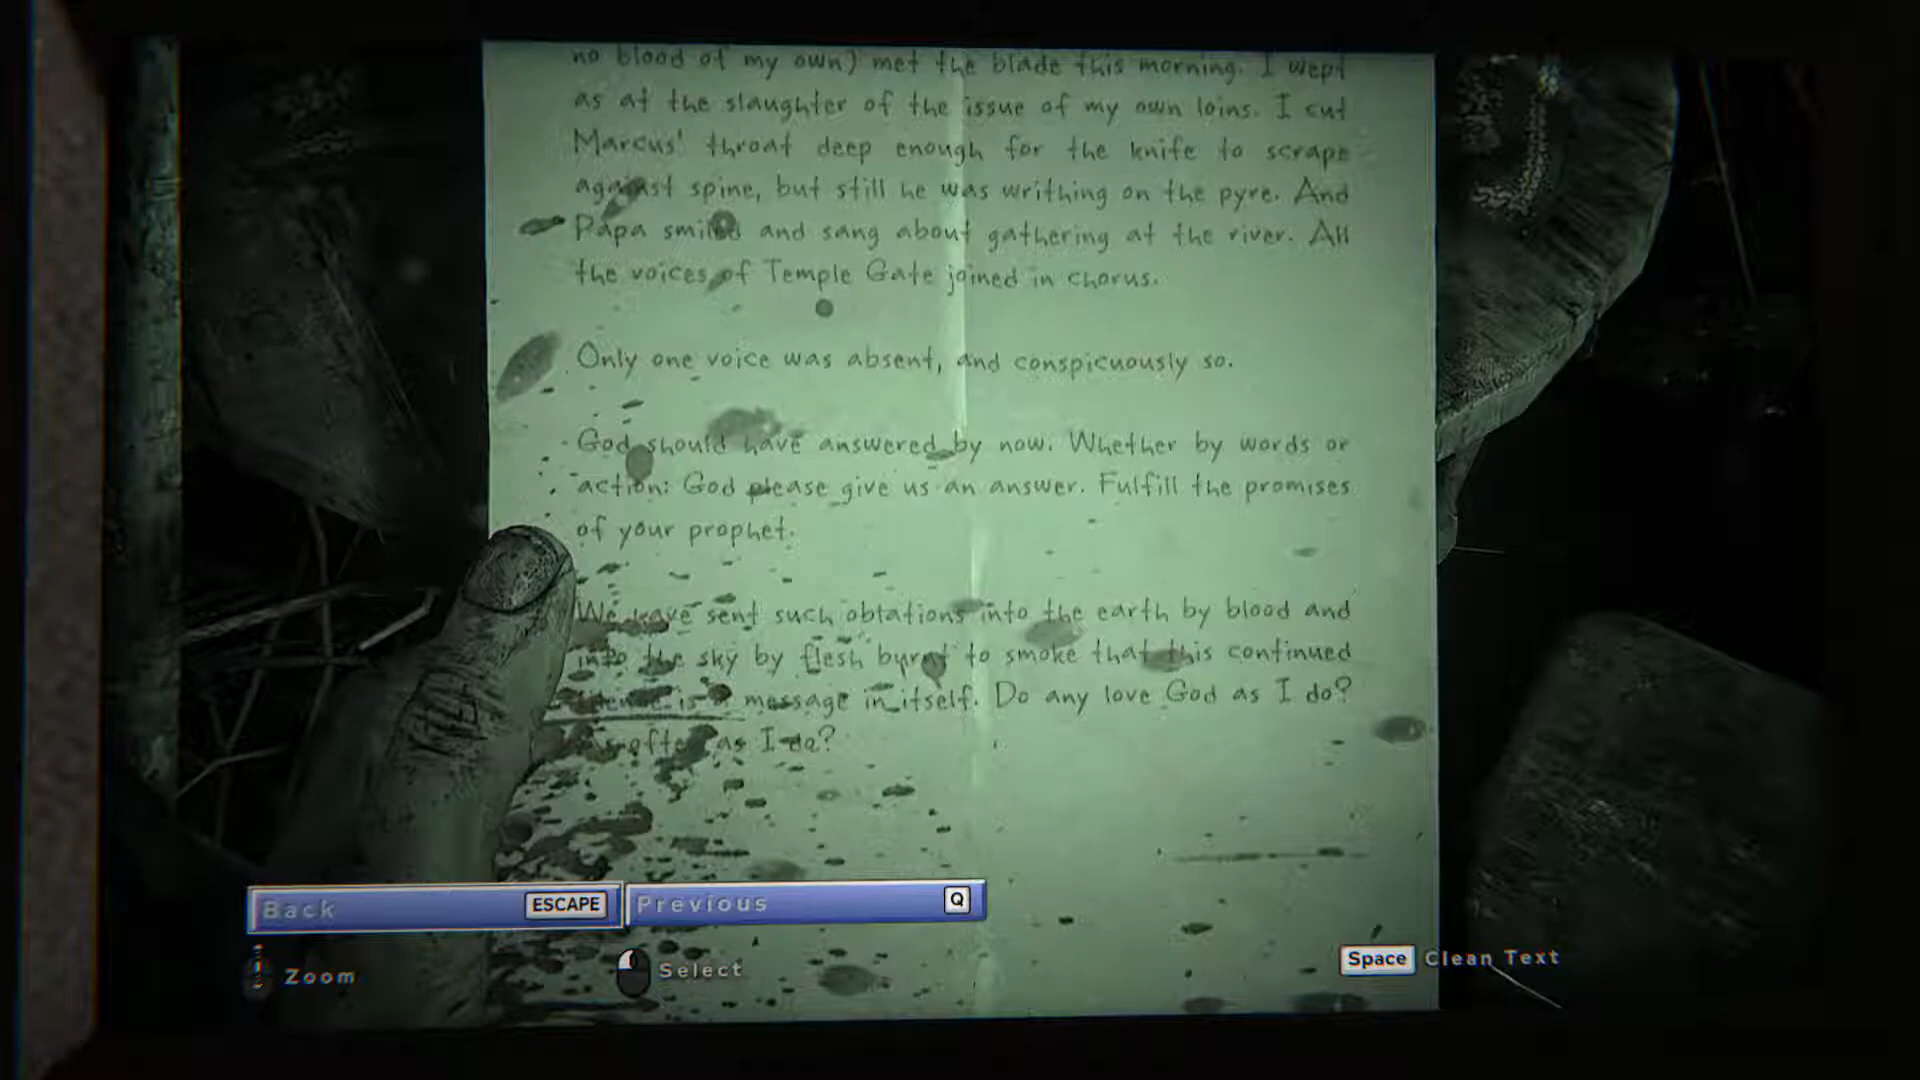 no blood of my own) met the blade this morning. I wept
as at the slaughter of the issue of my own loins. I cut
Marcus' throat deep enough for the knife to scrape
against spine, but still he was writhing on the pyre. And
Papa smiled and sang about gathering at the river. All
the voices of Temple Gate joined in chorus.
Only one voice was absent, and conspicuously so.
God should have answered by now. Whether by words or
action: God please give us an answer. Fulfill the promises
of your prophet.
We have sent such obtations into the earth by blood and
into the sky by flesh burnt to smoke that this continued
is a message in itself. Do any love God as I do?
often as I do?
Back ESCAPE Previous Q
Zoom Select Space Clean Text